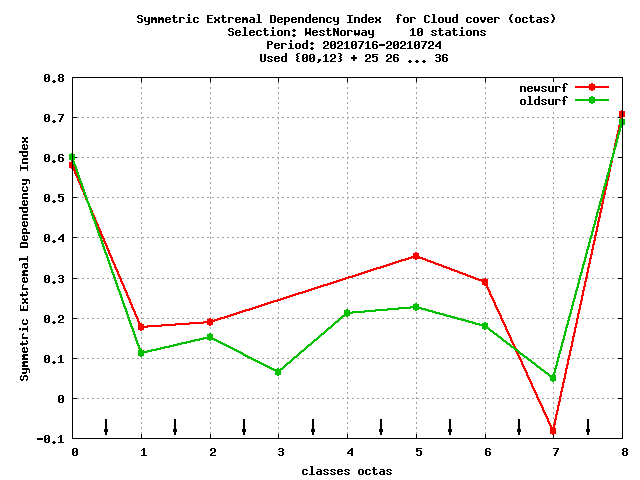 Symmetric Extremal Dependency Index  for Cloud cover (octas)
Selection: WestNorway     10 stations
Period: 20210716-20210724
Used {00,12} + 25 26 ... 36
newsurf
oldsurf
0.8
0.7
0.6
0.5
0.4
0.3
0.2
0.1
0
-0.1
Symmetric Extremal Dependency Index
0 1 2 3 4 5 6 7 8
classes octas